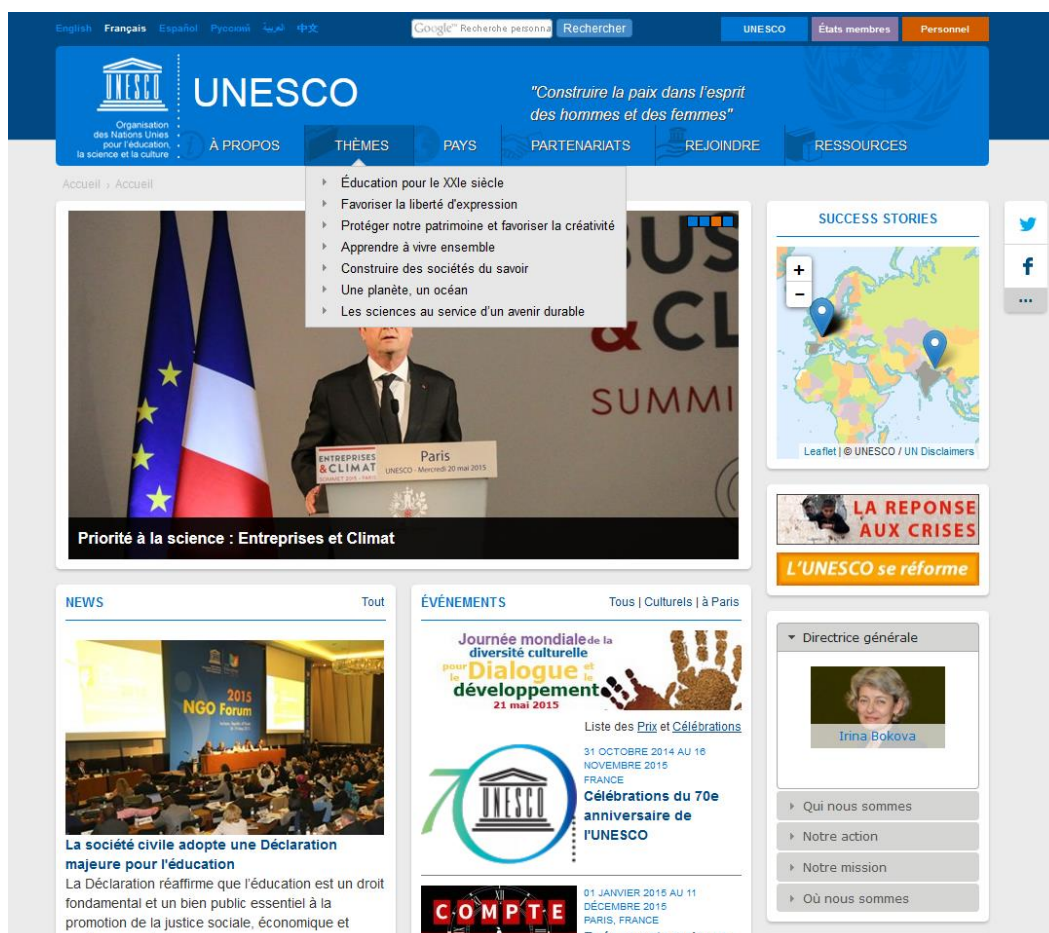 English Français Español Русский العربية 中文
Google™ Recherche personna Rechercher
UNESCO États membres Personnel
UNESCO
Organisation
des Nations Unies
pour l'éducation,
la science et la culture
UNESCO
"Construire la paix dans l'esprit
des hommes et des femmes"
À PROPOS THÈMES PAYS PARTENARIATS REJOINDRE RESSOURCES
Accueil › Accueil
Éducation pour le XXIe siècle
Favoriser la liberté d'expression
Protéger notre patrimoine et favoriser la créativité
Apprendre à vivre ensemble
Construire des sociétés du savoir
Une planète, un océan
Les sciences au service d'un avenir durable
BUS
& CL
SUMMI
ENTREPRISES
& CLIMAT
SUMMIT 2015 - PARIS
Paris
UNESCO - Mercredi 20 mai 2015
Priorité à la science : Entreprises et Climat
SUCCESS STORIES
+
−
Leaflet | © UNESCO / UN Disclaimers
LA REPONSE
AUX CRISES
L'UNESCO se réforme
NEWS Tout
2015
NGO Forum
La société civile adopte une Déclaration
majeure pour l'éducation
La Déclaration réaffirme que l'éducation est un droit
fondamental et un bien public essentiel à la
promotion de la justice sociale, économique et
ÉVÉNEMENTS Tous | Culturels | à Paris
Journée mondiale de la
diversité culturelle
pour le Dialogue et le
développement
21 mai 2015
Liste des Prix et Célébrations
70
UNESCO
31 OCTOBRE 2014 AU 16
NOVEMBRE 2015
FRANCE
Célébrations du 70e
anniversaire de
l'UNESCO
COMPTE
01 JANVIER 2015 AU 11
DÉCEMBRE 2015
PARIS, FRANCE
Directrice générale
Irina Bokova
Qui nous sommes
Notre action
Notre mission
Où nous sommes